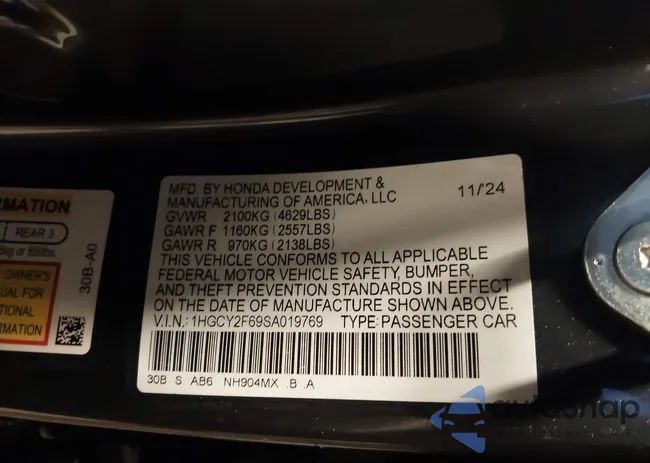 RMATION
REAR 3
30B-A0
OWNER'S
UAL FOR
TIONAL
RMATION
MFD. BY HONDA DEVELOPMENT &
MANUFACTURING OF AMERICA, LLC 11/24
GVWR 2100KG (4629LBS)
GAWR F 1160KG (2557LBS)
GAWR R 970KG (2138LBS)
THIS VEHICLE CONFORMS TO ALL APPLICABLE
FEDERAL MOTOR VEHICLE SAFETY, BUMPER,
AND THEFT PREVENTION STANDARDS IN EFFECT
ON THE DATE OF MANUFACTURE SHOWN ABOVE.
V.I.N.: 1HGCY2F69SA019769 TYPE: PASSENGER CAR
30B S AB6 NH904MX .B .A
autosnap